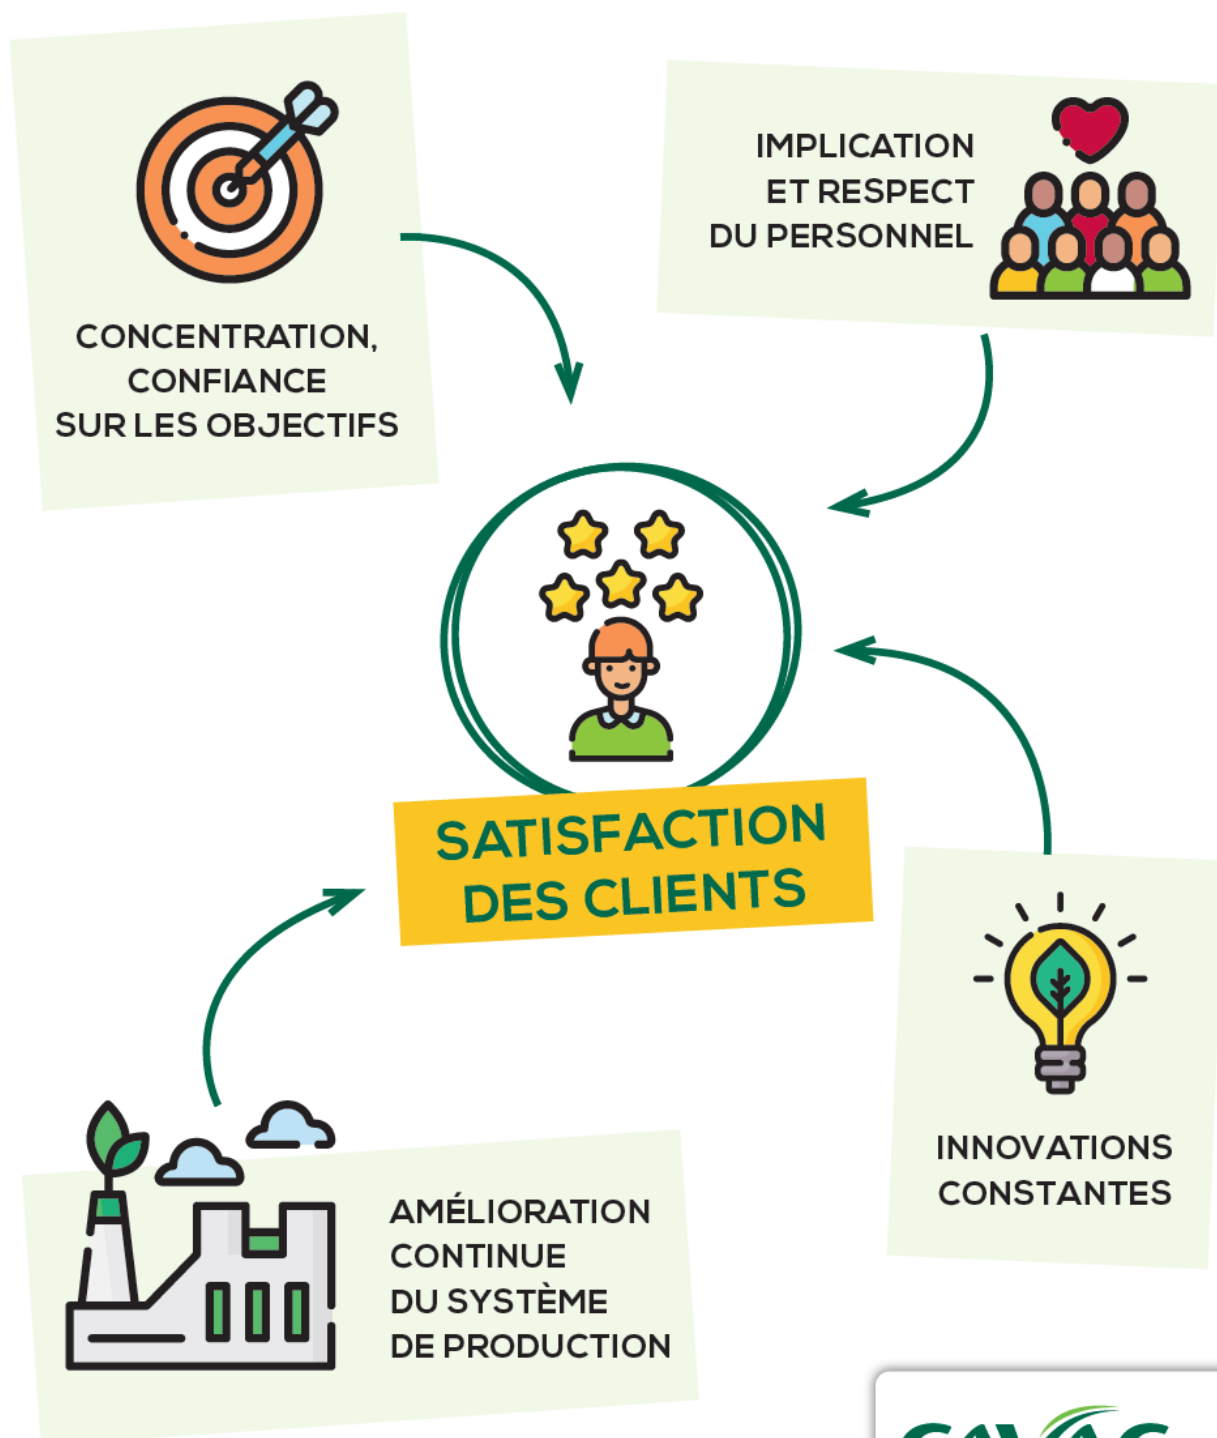 CONCENTRATION,
CONFIANCE
SUR LES OBJECTIFS
IMPLICATION
ET RESPECT
DU PERSONNEL
SATISFACTION
DES CLIENTS
INNOVATIONS
CONSTANTES
AMÉLIORATION
CONTINUE
DU SYSTÈME
DE PRODUCTION
CAVAC